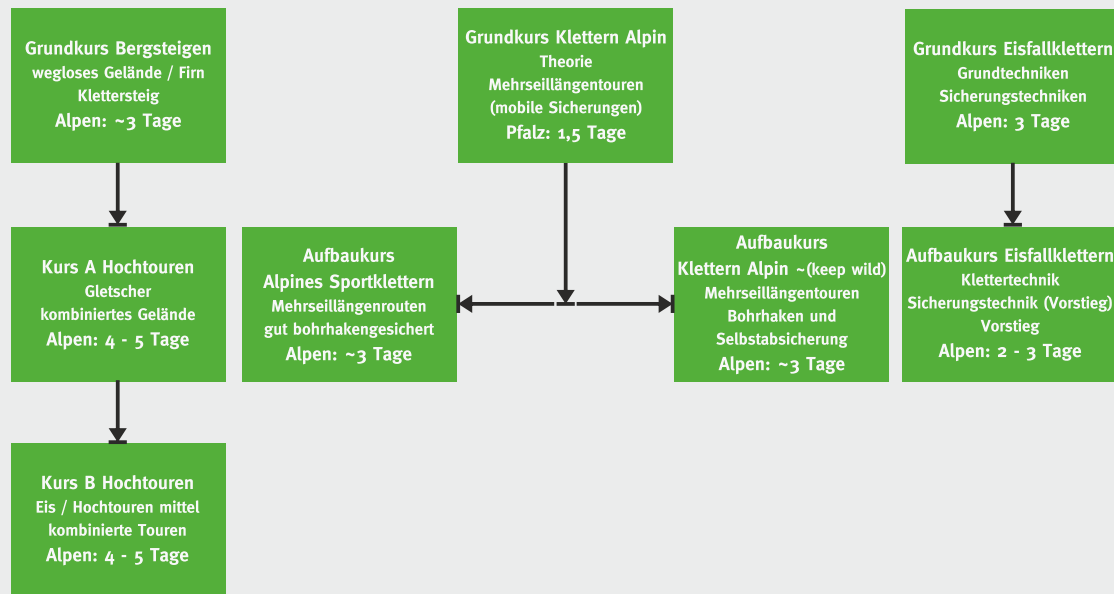 Grundkurs Bergsteigen
wegloses Gelände / Firn
Klettersteig
Alpen: ~3 Tage
Grundkurs Klettern Alpin
Theorie
Mehrseillängentouren
(mobile Sicherungen)
Pfalz: 1,5 Tage
Grundkurs Eisfallklettern
Grundtechniken
Sicherungstechniken
Alpen: 3 Tage
Kurs A Hochtouren
Gletscher
kombiniertes Gelände
Alpen: 4 - 5 Tage
Aufbaukurs
Alpines Sportklettern
Mehrseillängenrouten
gut bohrhakengesichert
Alpen: ~3 Tage
Aufbaukurs
Klettern Alpin ~(keep wild)
Mehrseillängentouren
Bohrhaken und
Selbstabsicherung
Alpen: ~3 Tage
Aufbaukurs Eisfallklettern
Klettertechnik
Sicherungstechnik (Vorstieg)
Vorstieg
Alpen: 2 - 3 Tage
Kurs B Hochtouren
Eis / Hochtouren mittel
kombinierte Touren
Alpen: 4 - 5 Tage